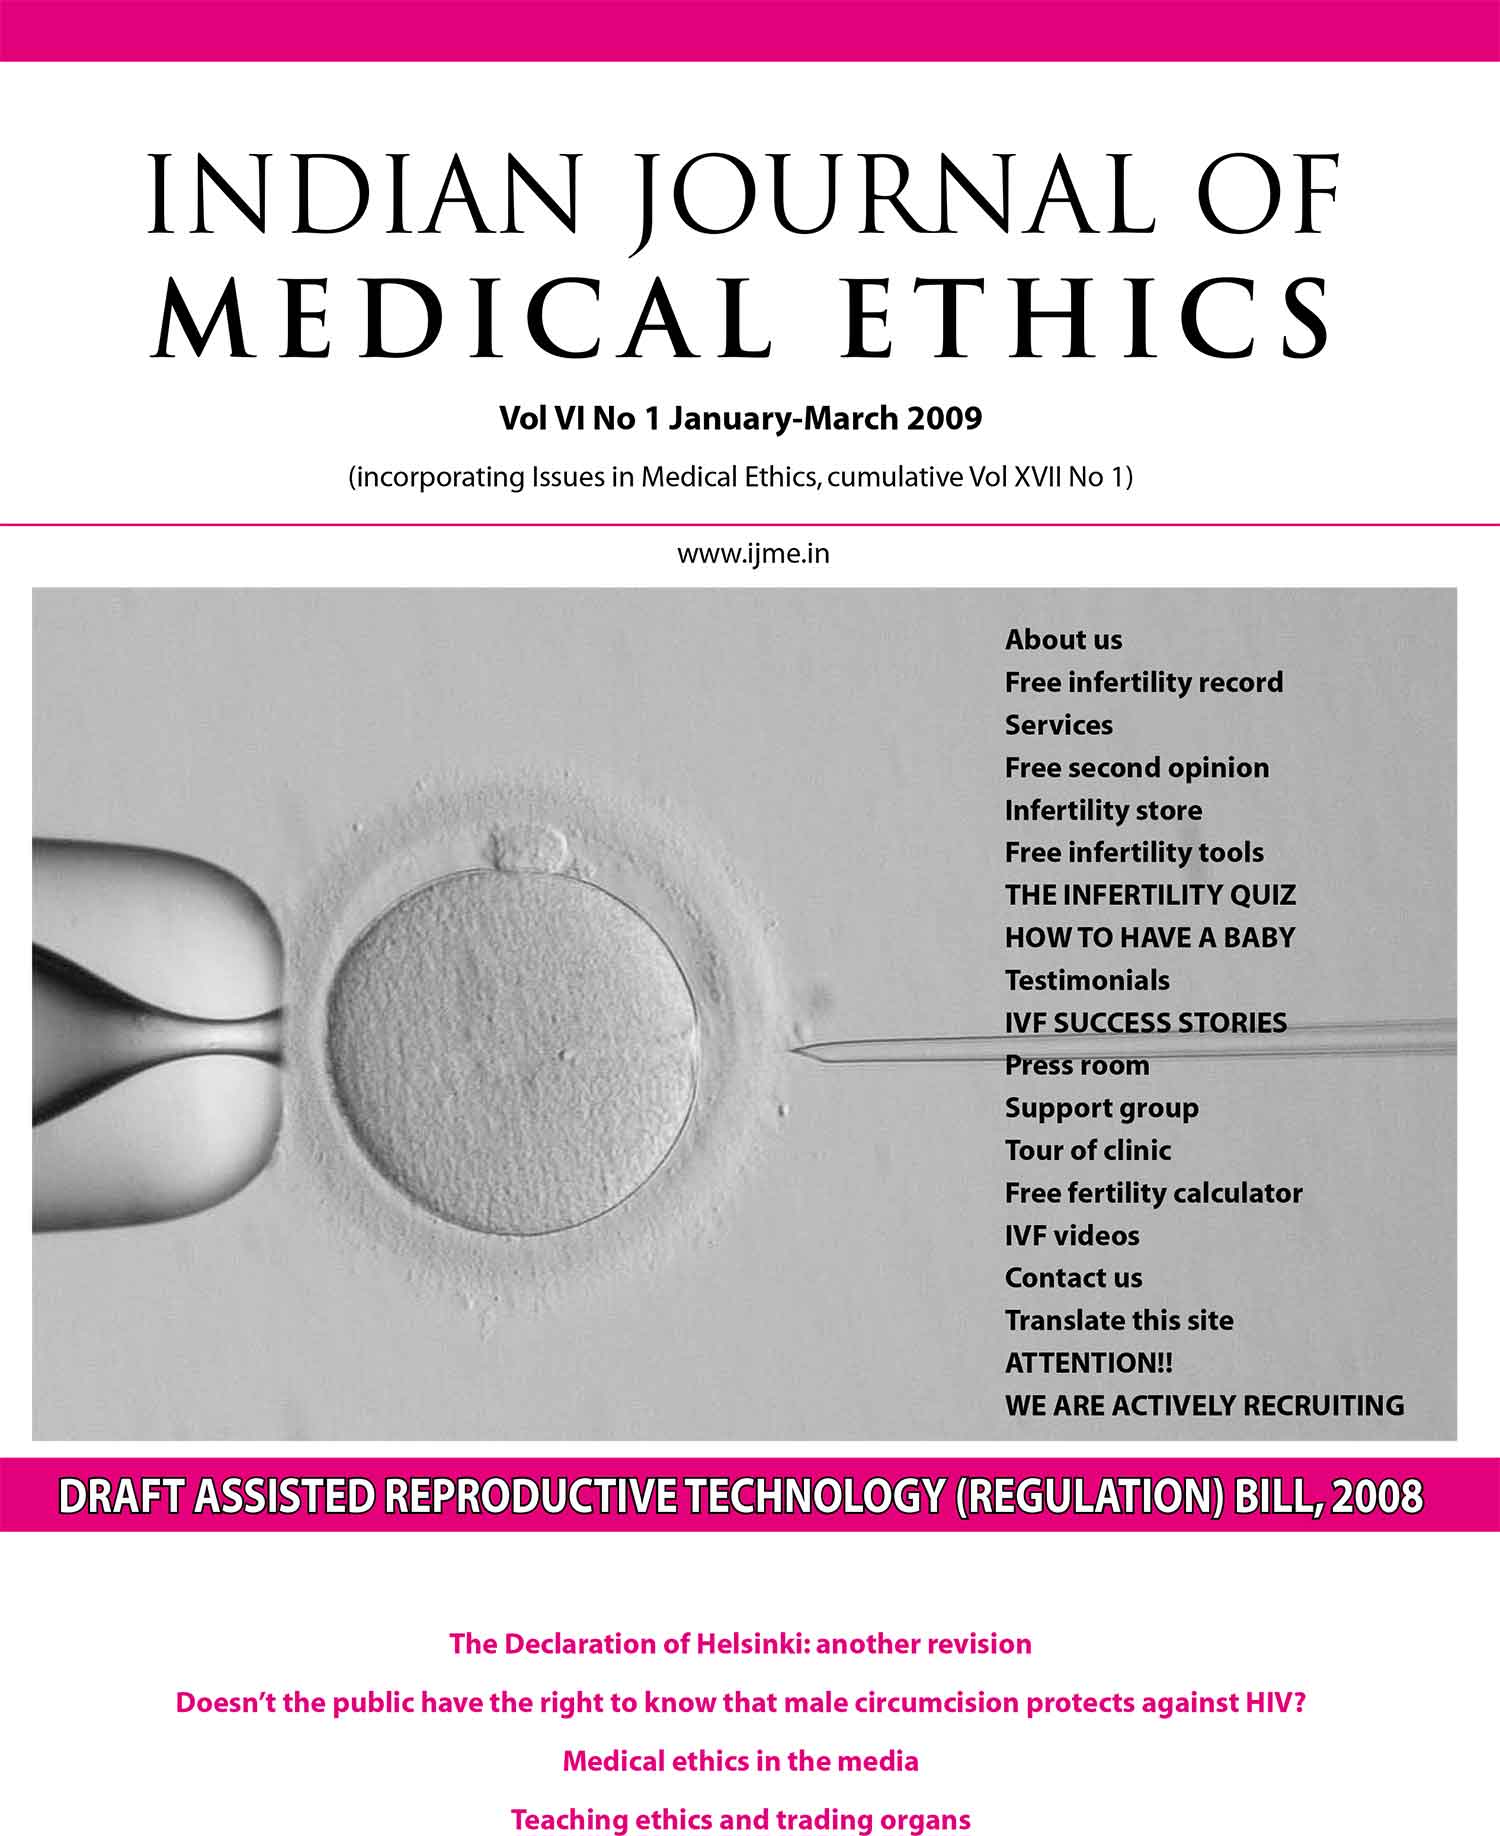 INDIAN JOURNAL OF
MEDICAL ETHICS
Vol VI No 1 January-March 2009
(incorporating Issues in Medical Ethics, cumulative Vol XVII No 1)
www.ijme.in
About us
Free infertility record
Services
Free second opinion
Infertility store
Free infertility tools
THE INFERTILITY QUIZ
HOW TO HAVE A BABY
Testimonials
IVF SUCCESS STORIES
Press room
Support group
Tour of clinic
Free fertility calculator
IVF videos
Contact us
Translate this site
ATTENTION!!
WE ARE ACTIVELY RECRUITING
DRAFT ASSISTED REPRODUCTIVE TECHNOLOGY (REGULATION) BILL, 2008
The Declaration of Helsinki: another revision
Doesn’t the public have the right to know that male circumcision protects against HIV?
Medical ethics in the media
Teaching ethics and trading organs